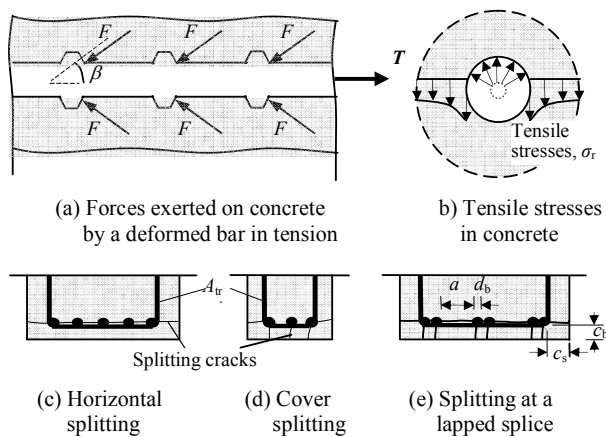 F F F
β
F F F
T
Tensile
stresses, σr
(a) Forces exerted on concrete
by a deformed bar in tension
b) Tensile stresses
in concrete
Atr
a db
Splitting cracks
cb
cs
(c) Horizontal
splitting
(d) Cover
splitting
(e) Splitting at a
lapped splice